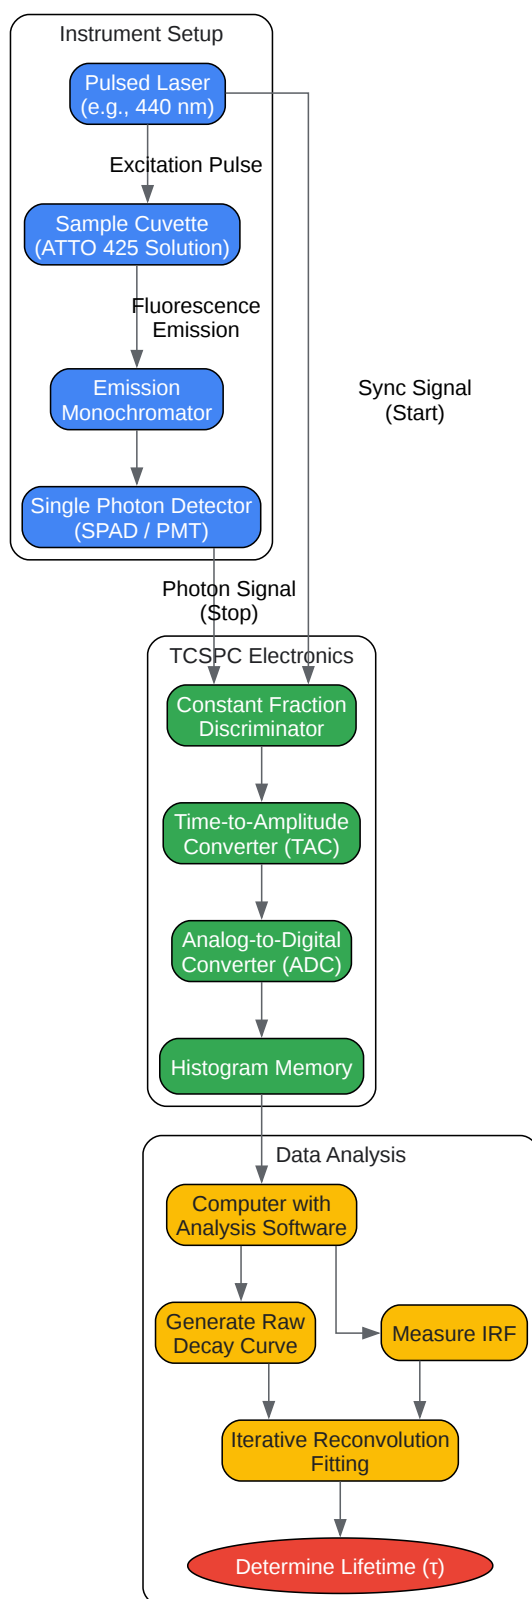 Instrument Setup
Pulsed Laser
(e.g., 440 nm)
Excitation Pulse
Sample Cuvette
(ATTO 425 Solution)
Fluorescence
Emission
Emission
Monochromator
Sync Signal
(Start)
Single Photon Detector
(SPAD / PMT)
Photon Signal
(Stop)
TCSPC Electronics
Constant Fraction
Discriminator
Time-to-Amplitude
Converter (TAC)
Analog-to-Digital
Converter (ADC)
Histogram Memory
Data Analysis
Computer with
Analysis Software
Generate Raw
Decay Curve
Measure IRF
Iterative Reconvolution
Fitting
Determine Lifetime (τ)